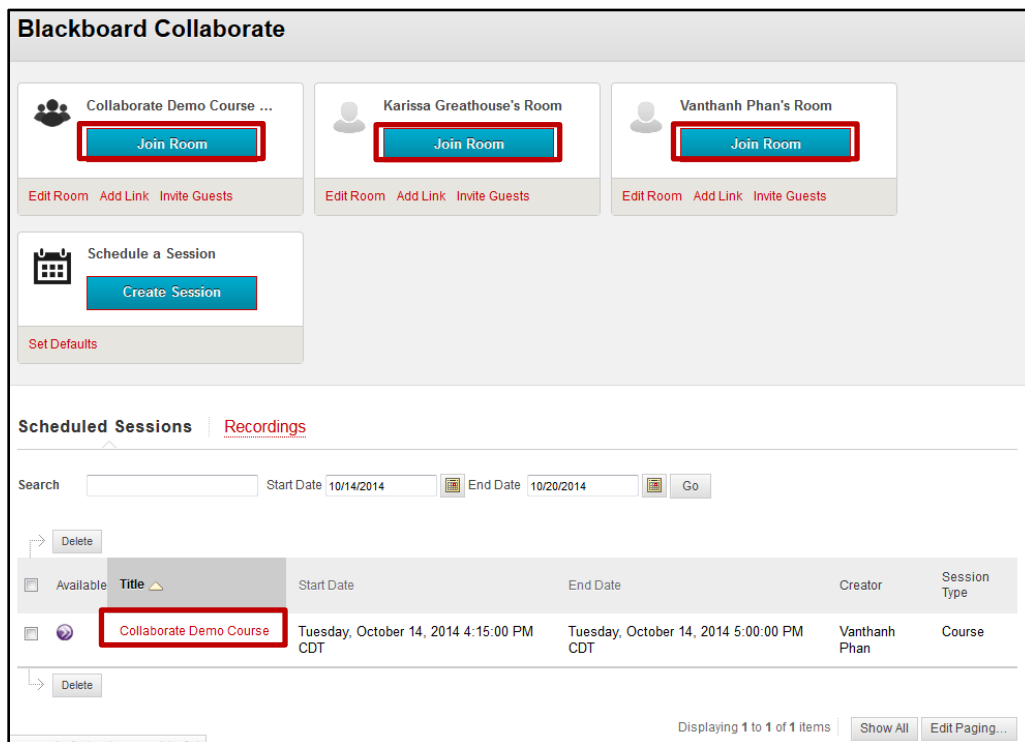 Blackboard Collaborate
Collaborate Demo Course ...
Join Room
Edit Room Add Link Invite Guests
Karissa Greathouse's Room
Join Room
Edit Room Add Link Invite Guests
Vanthanh Phan's Room
Join Room
Edit Room Add Link Invite Guests
Schedule a Session
Create Session
Set Defaults
Scheduled Sessions Recordings
Search Start Date 10/14/2014 End Date 10/20/2014 Go
Delete
Available Title Start Date End Date Creator Session
Type
Collaborate Demo Course Tuesday, October 14, 2014 4:15:00 PM Tuesday, October 14, 2014 5:00:00 PM Vanthanh Course
CDT CDT Phan
Delete
Displaying 1 to 1 of 1 items Show All Edit Paging...